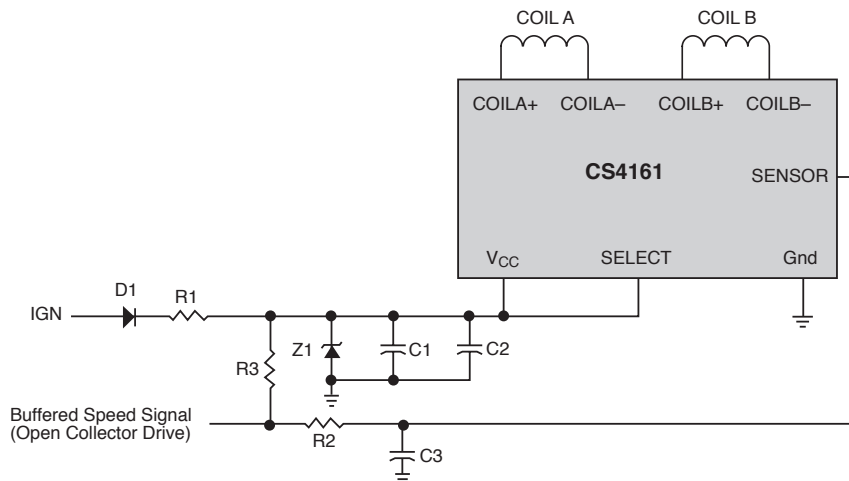 COIL A
COIL B
COILA+
COILA–
COILB+
COILB–
CS4161
SENSOR
VCC
SELECT
Gnd
D1
R1
IGN
Z1
C1
C2
R3
Buffered Speed Signal
(Open Collector Drive)
R2
C3